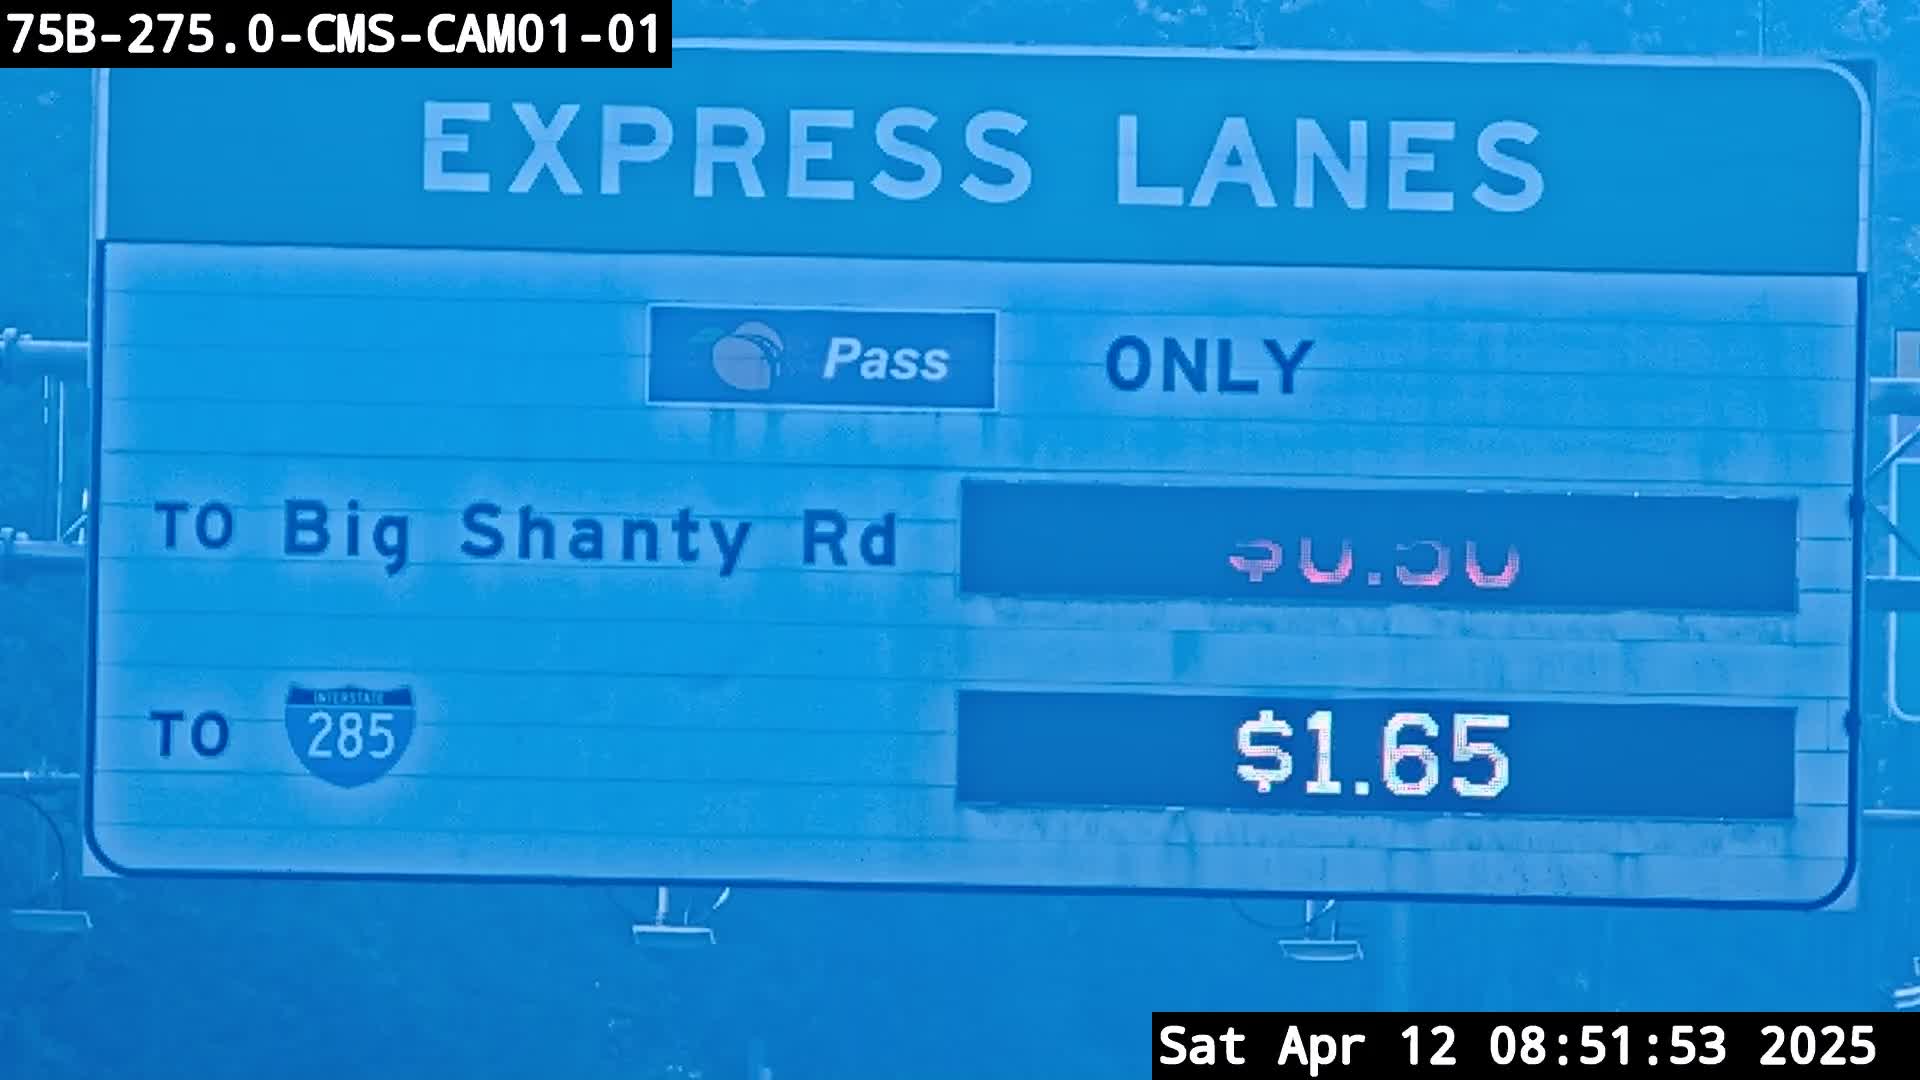 75B-275.0-CMS-CAM01-01
EXPRESS LANES
Pass ONLY
TO Big Shanty Rd
TO INTERSTATE 285 $1.65
Sat Apr 12 08:51:53 2025